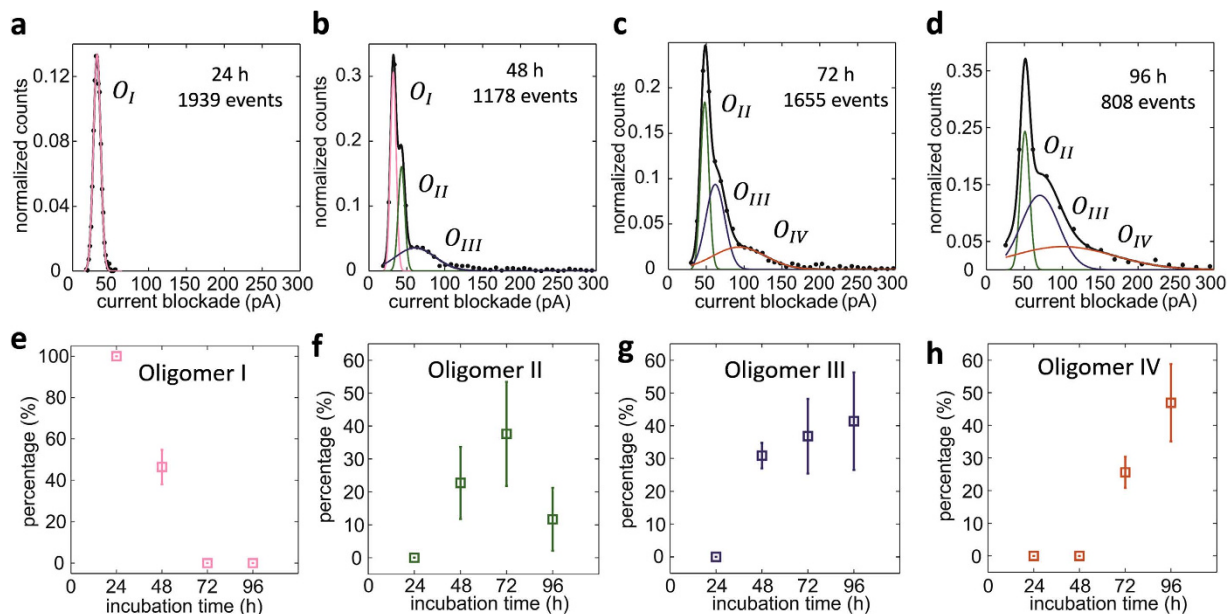 a
normalized counts
0.12
0.08
0.04
0
0 50 100 150 200 250 300
current blockade (pA)
O_I
24 h
1939 events
b
normalized counts
0.3
0.2
0.1
0
0 50 100 150 200 250 300
current blockade (pA)
O_I
O_II
O_III
48 h
1178 events
c
normalized counts
0.2
0.15
0.1
0.05
0
0 50 100 150 200 250 300
current blockade (pA)
O_II
O_III
O_IV
72 h
1655 events
d
normalized counts
0.35
0.25
0.15
0.05
0
0 50 100 150 200 250 300
current blockade (pA)
O_II
O_III
O_IV
96 h
808 events
e
percentage (%)
100
80
60
40
20
0
24 48 72 96
incubation time (h)
Oligomer I
f
percentage (%)
60
50
40
30
20
10
0
24 48 72 96
incubation time (h)
Oligomer II
g
percentage (%)
60
50
40
30
20
10
0
24 48 72 96
incubation time (h)
Oligomer III
h
percentage (%)
60
50
40
30
20
10
0
24 48 72 96
incubation time (h)
Oligomer IV